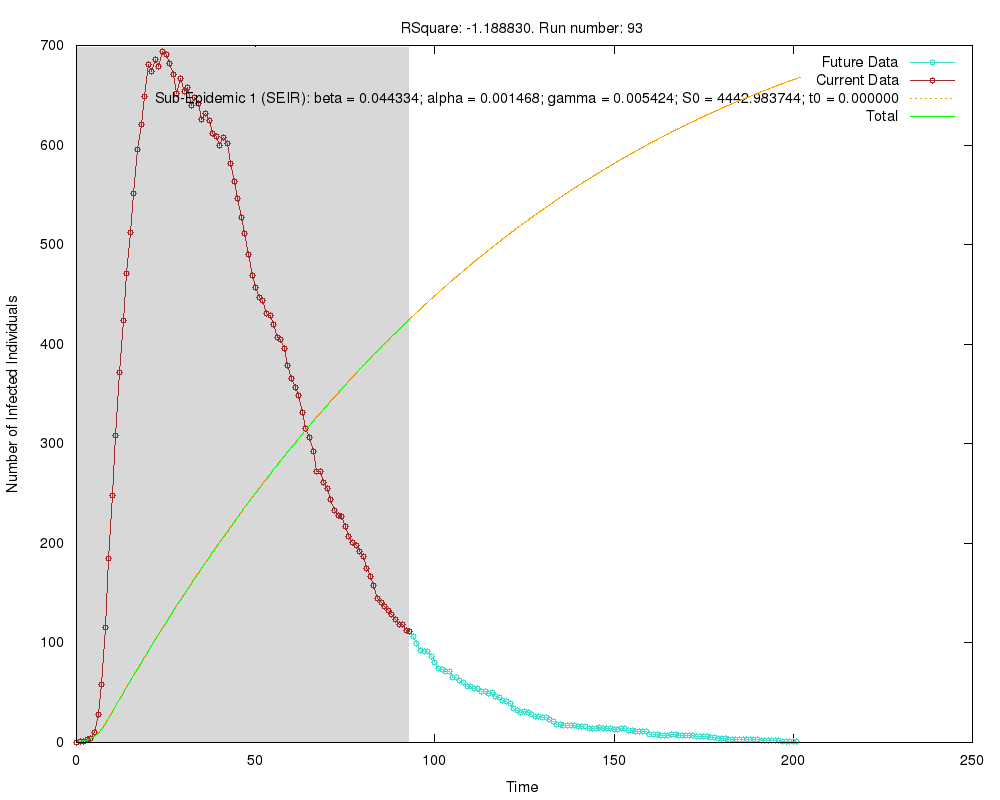 RSquare: -1.188830. Run number: 93
Future Data
Current Data
Sub-Epidemic 1 (SEIR): beta = 0.044334; alpha = 0.001468; gamma = 0.005424; S0 = 4442.983744; t0 = 0.000000
Total
700
600
500
400
300
200
100
0
Number of Infected Individuals
0 50 100 150 200 250
Time